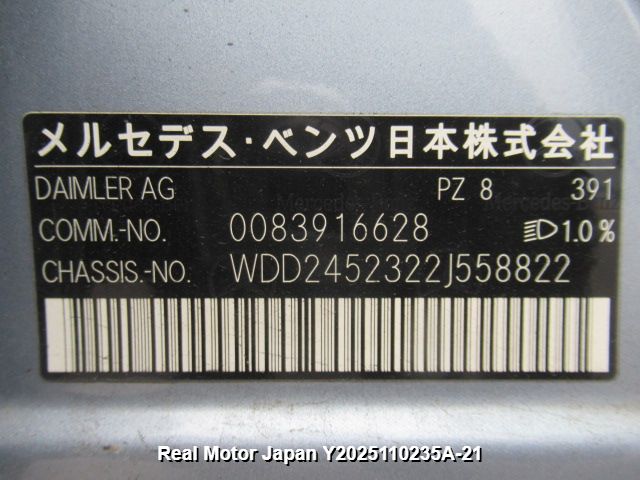 メルセデス・ベンツ日本株式会社
DAIMLER AG PZ 8 391
COMM.-NO. 0083916628 1.0 %
CHASSIS.-NO. WDD2452322J558822
Real Motor Japan Y2025110235A-21